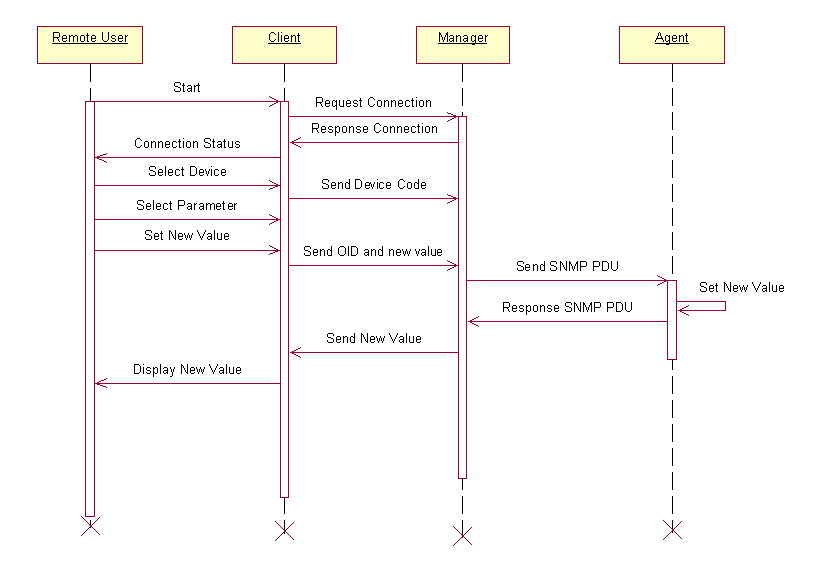 Remote User
Client
Manager
Agent
Start
Request Connection
Response Connection
Connection Status
Select Device
Send Device Code
Select Parameter
Set New Value
Send OID and new value
Send SNMP PDU
Set New Value
Response SNMP PDU
Send New Value
Display New Value